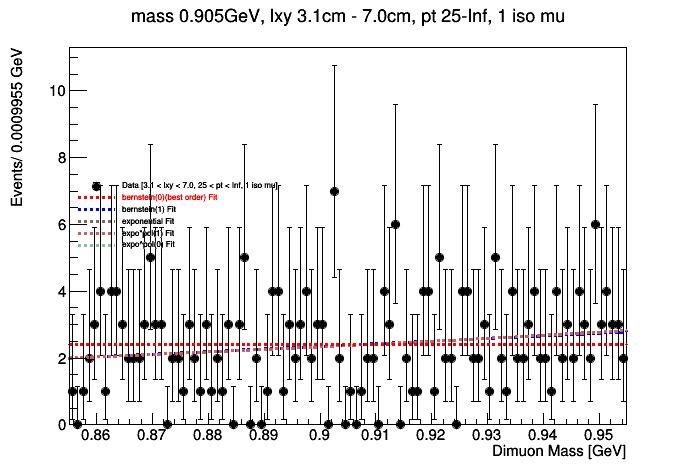 mass 0.905GeV, lxy 3.1cm - 7.0cm, pt 25-Inf, 1 iso mu
Events/ 0.0009955 GeV
10
8
6
4
2
0
Data [3.1 < lxy < 7.0, 25 < pt < Inf, 1 iso mu]
bernstein(0)(best order) Fit
bernstein(1) Fit
exponential Fit
expo*pol(1) Fit
expo*pol(0) Fit
0.86 0.87 0.88 0.89 0.9 0.91 0.92 0.93 0.94 0.95
Dimuon Mass [GeV]